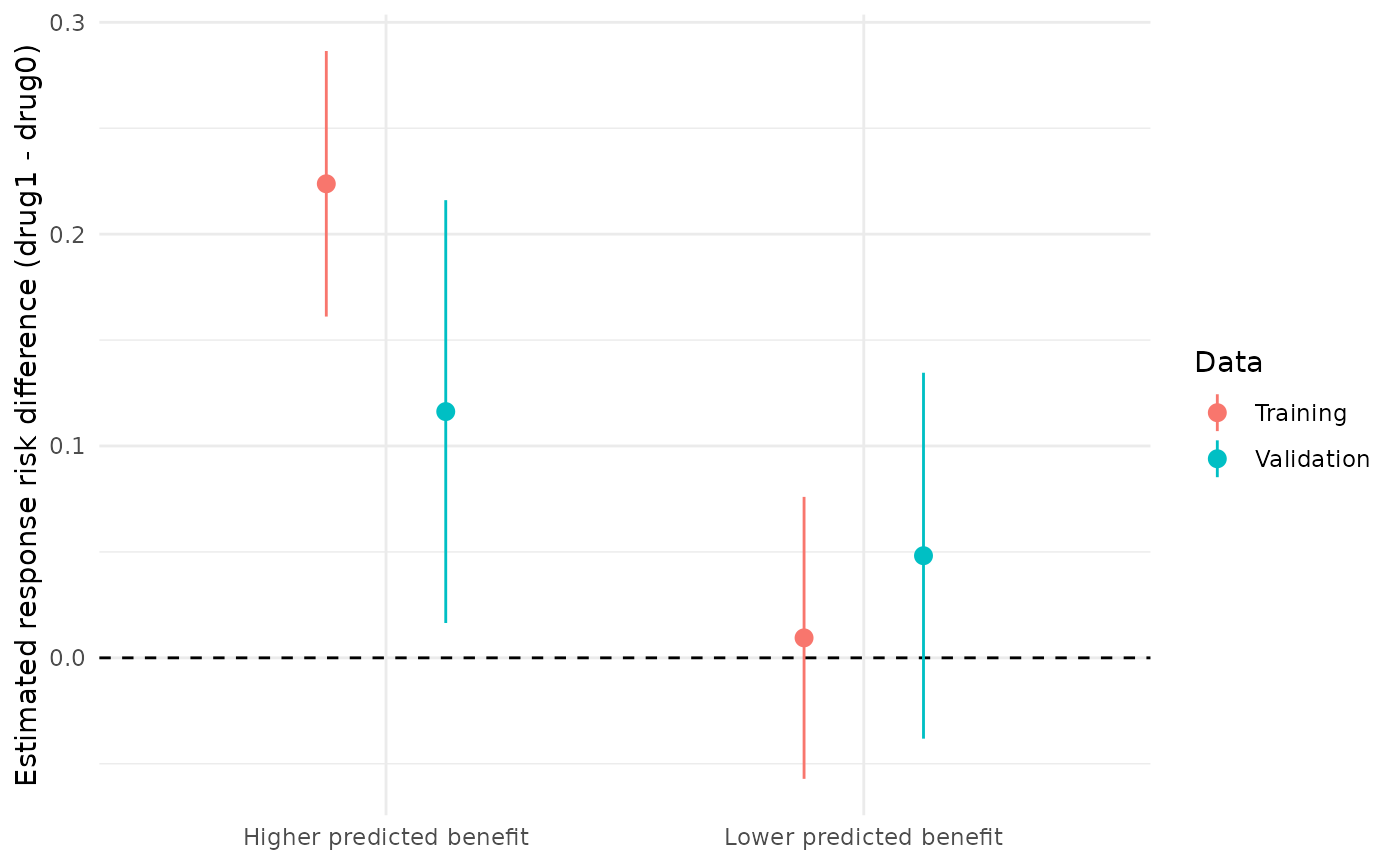 Estimated response risk difference (drug1 - drug0)
0.3
0.2
0.1
0.0
Higher predicted benefit
Lower predicted benefit
Data
Training
Validation